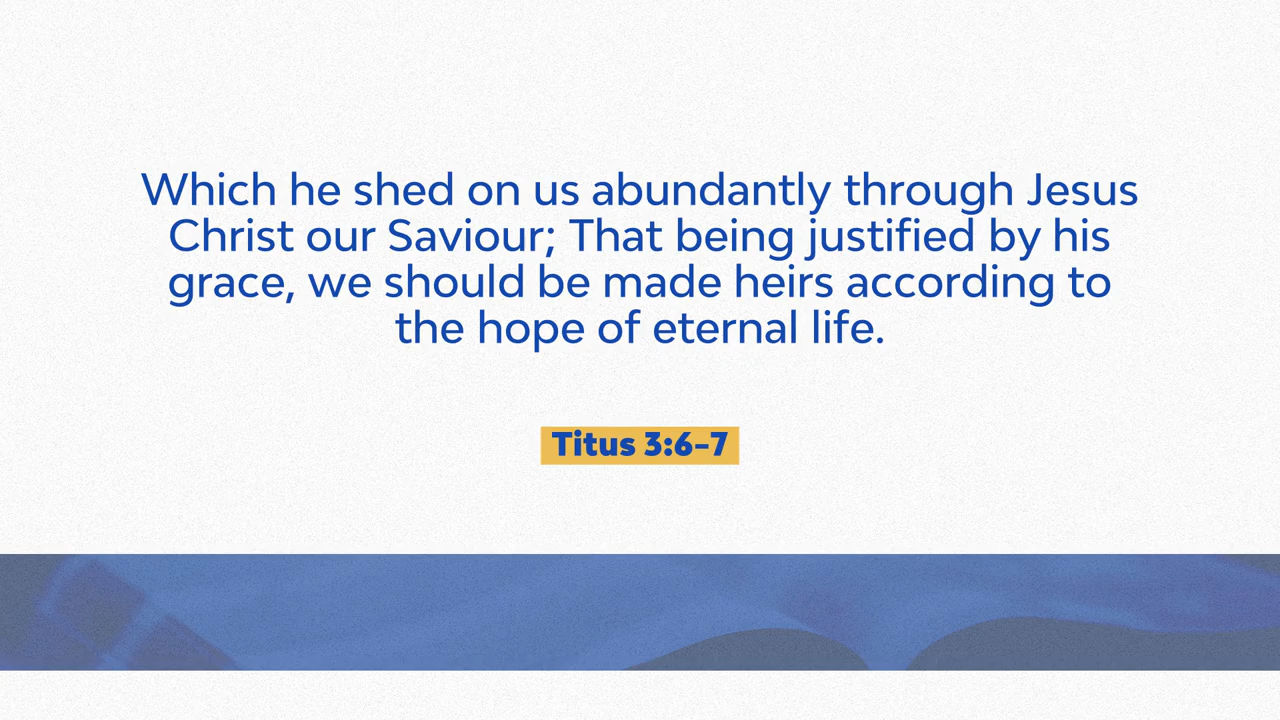 Which he shed on us abundantly through Jesus
Christ our Saviour; That being justified by his
grace, we should be made heirs according to
the hope of eternal life.
Titus 3:6-7